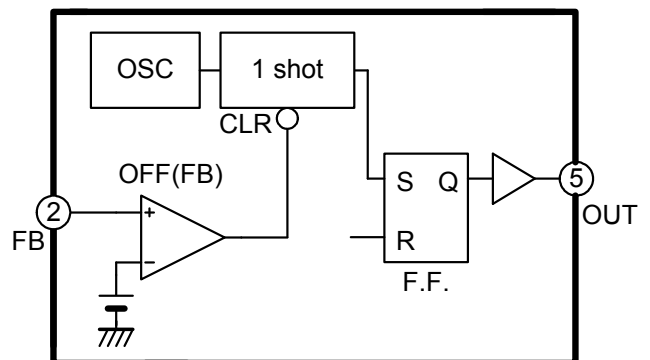 OSC
1 shot
CLR
OFF(FB)
2
+
−
FB
S Q
R
F.F.
5
OUT